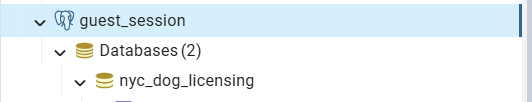 guest_session
Databases (2)
nyc_dog_licensing